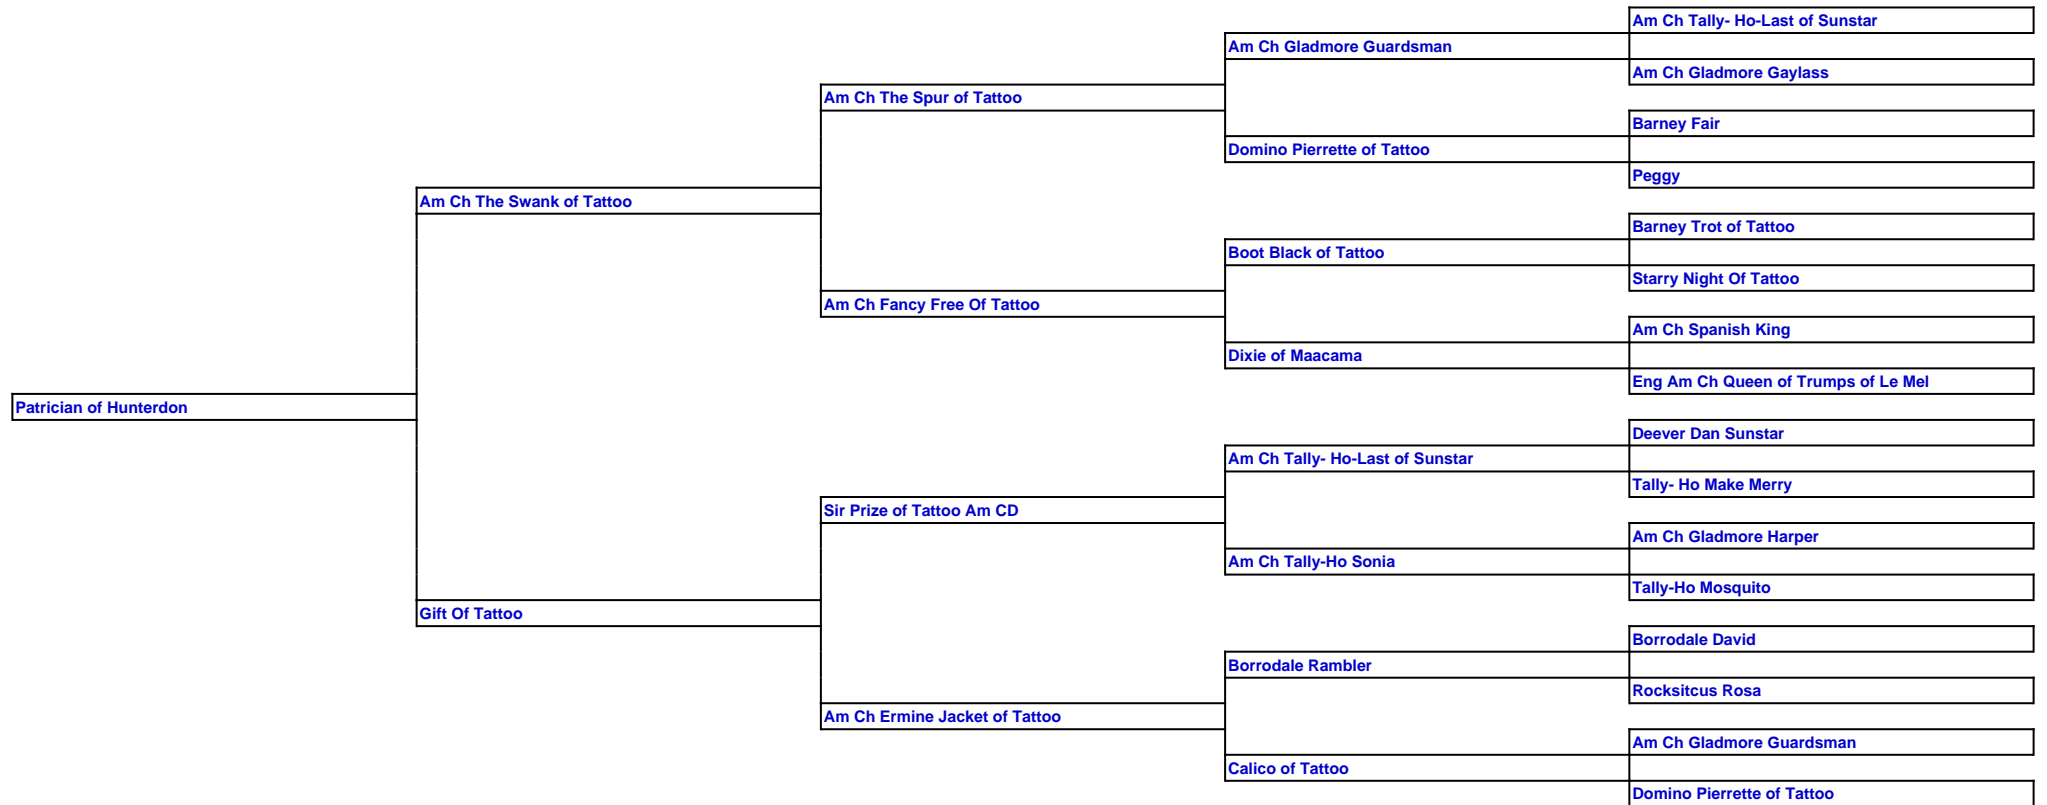 Am Ch Tally- Ho-Last of Sunstar
Am Ch Gladmore Guardsman
Am Ch Gladmore Gaylass
Am Ch The Spur of Tattoo
Barney Fair
Domino Pierrette of Tattoo
Peggy
Am Ch The Swank of Tattoo
Barney Trot of Tattoo
Boot Black of Tattoo
Starry Night Of Tattoo
Am Ch Fancy Free Of Tattoo
Am Ch Spanish King
Dixie of Maacama
Eng Am Ch Queen of Trumps of Le Mel
Patrician of Hunterdon
Deever Dan Sunstar
Am Ch Tally- Ho-Last of Sunstar
Tally- Ho Make Merry
Sir Prize of Tattoo Am CD
Am Ch Gladmore Harper
Am Ch Tally-Ho Sonia
Tally-Ho Mosquito
Gift Of Tattoo
Borrodale David
Borrodale Rambler
Rocksitcus Rosa
Am Ch Ermine Jacket of Tattoo
Am Ch Gladmore Guardsman
Calico of Tattoo
Domino Pierrette of Tattoo